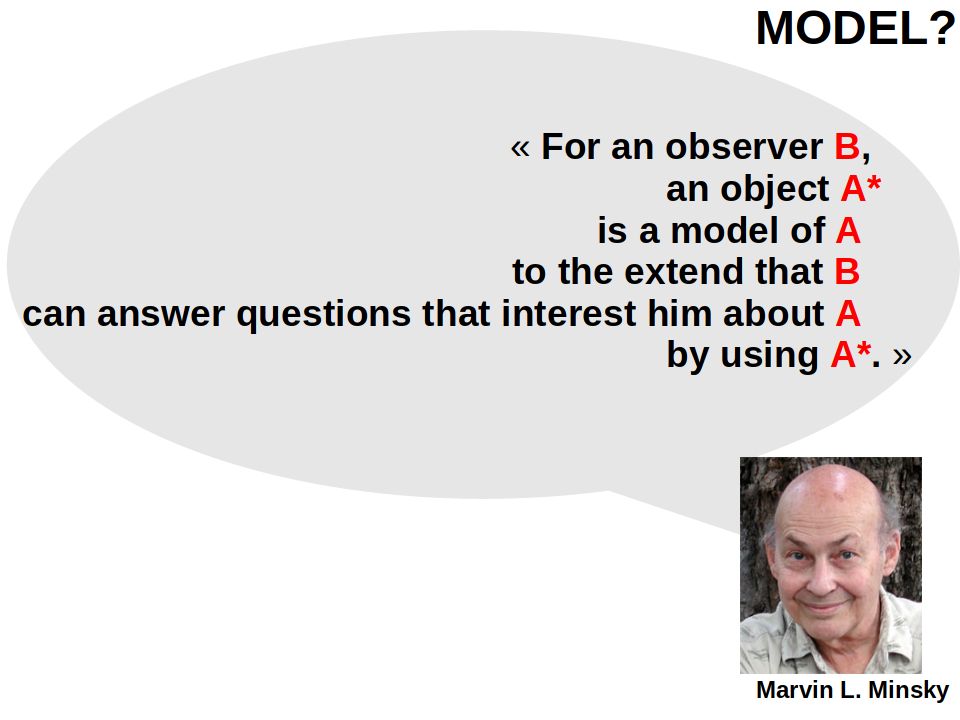 MODEL?
« For an observer B,
an object A*
is a model of A
to the extend that B
can answer questions that interest him about A
by using A*. »
Marvin L. Minsky